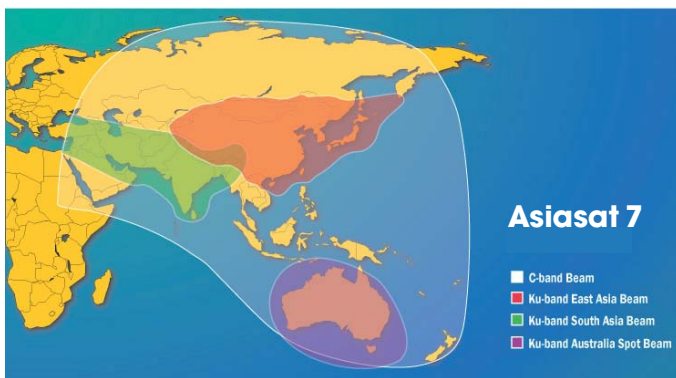 Asiasat 7
C-band Beam
Ku-band East Asia Beam
Ku-band South Asia Beam
Ku-band Australia Spot Beam